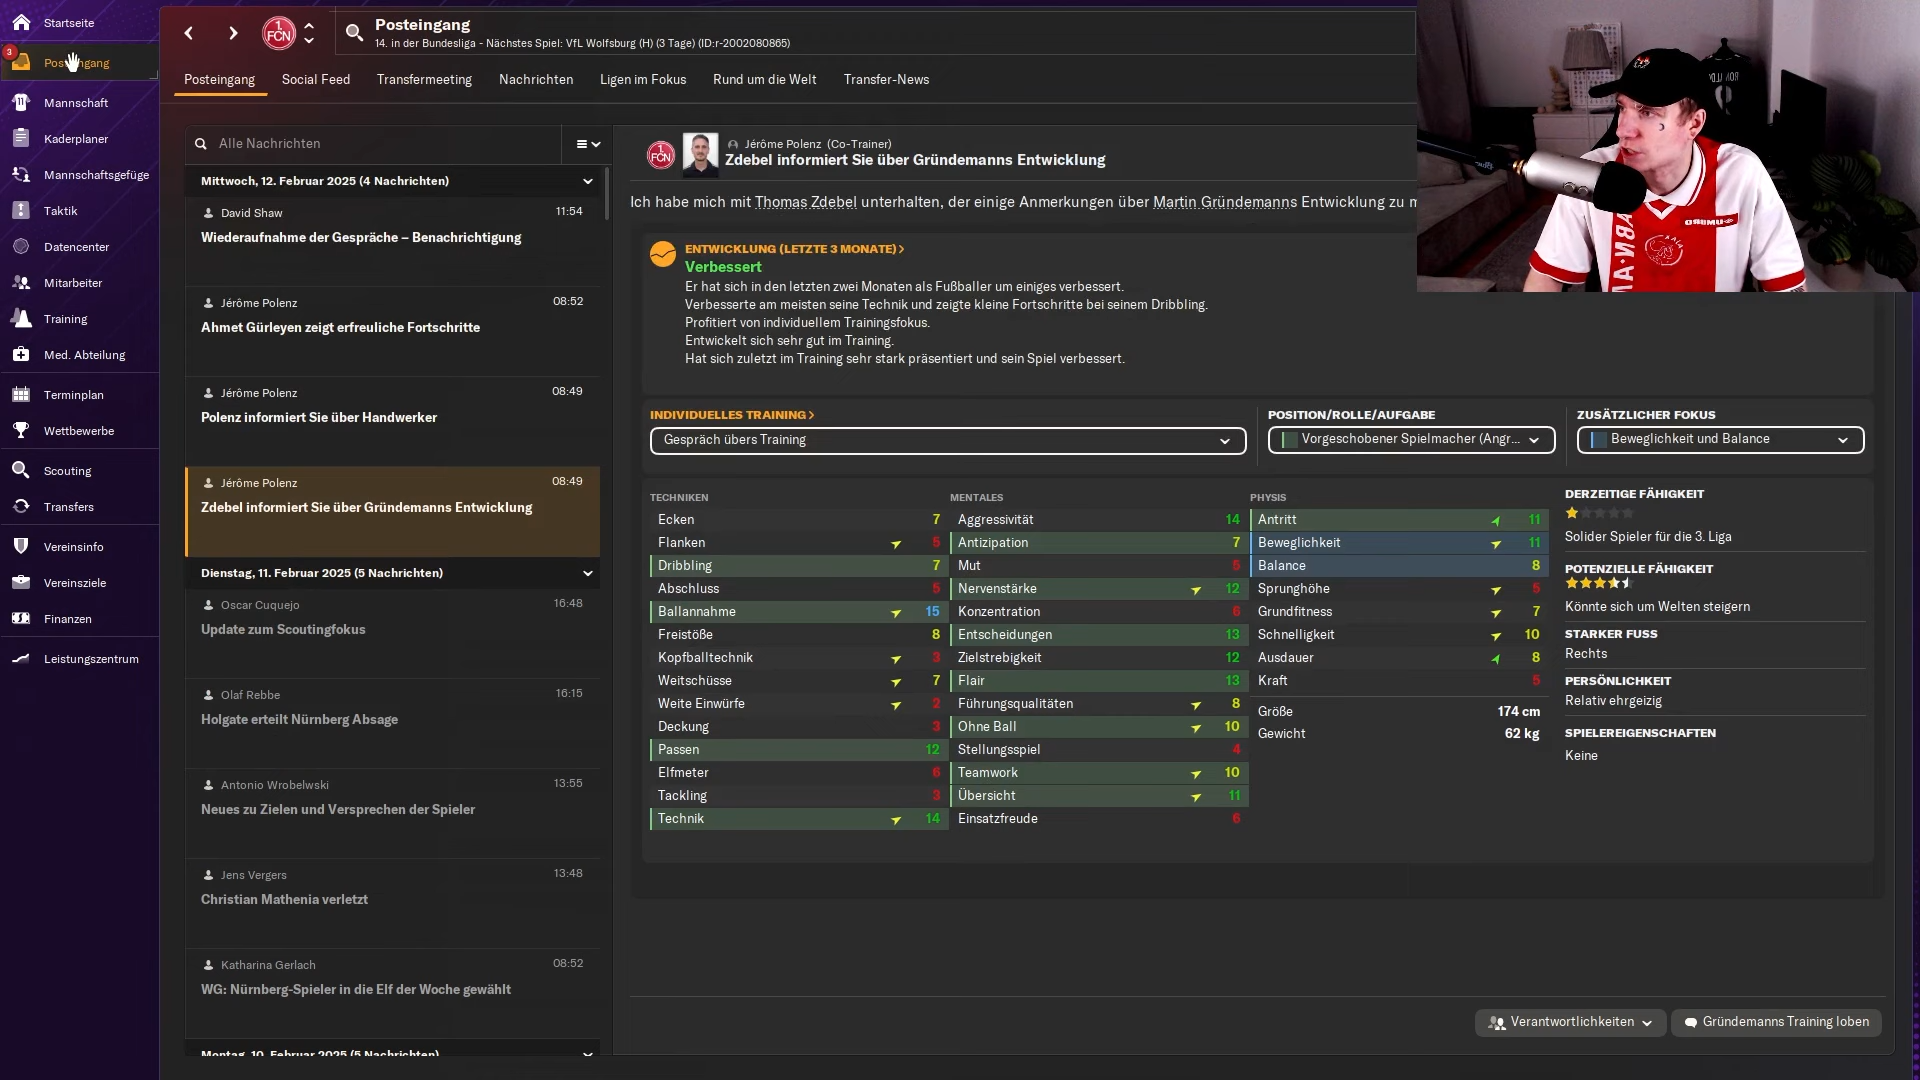 Startseite
3
Posteingang
Mannschaft
Kaderplaner
Mannschaftsgefüge
Taktik
Datencenter
Mitarbeiter
Training
Med. Abteilung
Terminplan
Wettbewerbe
Scouting
Transfers
Vereinsinfo
Vereinsziele
Finanzen
Leistungszentrum
1. FCN
Posteingang
14. in der Bundesliga - Nächstes Spiel: VfL Wolfsburg (H) (3 Tage) (ID:r-2002080865)
Posteingang Social Feed Transfermeeting Nachrichten Ligen im Fokus Rund um die Welt Transfer-News
Alle Nachrichten
Mittwoch, 12. Februar 2025 (4 Nachrichten)
David Shaw 11:54
Wiederaufnahme der Gespräche – Benachrichtigung
Jérôme Polenz 08:52
Ahmet Gürleyen zeigt erfreuliche Fortschritte
Jérôme Polenz 08:49
Polenz informiert Sie über Handwerker
Jérôme Polenz 08:49
Zdebel informiert Sie über Gründemanns Entwicklung
Dienstag, 11. Februar 2025 (5 Nachrichten)
Oscar Cuquejo 16:48
Update zum Scoutingfokus
Olaf Rebbe 16:15
Holgate erteilt Nürnberg Absage
Antonio Wrobelwski 13:55
Neues zu Zielen und Versprechen der Spieler
Jens Vergers 13:48
Christian Mathenia verletzt
Katharina Gerlach 08:52
WG: Nürnberg-Spieler in die Elf der Woche gewählt
Montag, 10. Februar 2025 (5 Nachrichten)
1. FCN
Jérôme Polenz (Co-Trainer)
Zdebel informiert Sie über Gründemanns Entwicklung
Ich habe mich mit Thomas Zdebel unterhalten, der einige Anmerkungen über Martin Gründemanns Entwicklung zu m
ENTWICKLUNG (LETZTE 3 MONATE) >
Verbessert
Er hat sich in den letzten zwei Monaten als Fußballer um einiges verbessert.
Verbesserte am meisten seine Technik und zeigte kleine Fortschritte bei seinem Dribbling.
Profitiert von individuellem Trainingsfokus.
Entwickelt sich sehr gut im Training.
Hat sich zuletzt im Training sehr stark präsentiert und sein Spiel verbessert.
INDIVIDUELLES TRAINING >
Gespräch übers Training
POSITION/ROLLE/AUFGABE
Vorgeschobener Spielmacher (Angr...
ZUSÄTZLICHER FOKUS
Beweglichkeit und Balance
TECHNIKEN
Ecken 7
Flanken 5
Dribbling 7
Abschluss 5
Ballannahme 15
Freistöße 8
Kopfballtechnik 3
Weitschüsse 7
Weite Einwürfe 2
Deckung 3
Passen 12
Elfmeter 6
Tackling 3
Technik 14
MENTALES
Aggressivität 14
Antizipation 7
Mut 5
Nervenstärke 12
Konzentration 6
Entscheidungen 13
Zielstrebigkeit 12
Flair 13
Führungsqualitäten 8
Ohne Ball 10
Stellungsspiel 4
Teamwork 10
Übersicht 11
Einsatzfreude 6
PHYSIS
Antritt 11
Beweglichkeit 11
Balance 8
Sprunghöhe 5
Grundfitness 7
Schnelligkeit 10
Ausdauer 8
Kraft 5
Größe 174 cm
Gewicht 62 kg
DERZEITIGE FÄHIGKEIT
Solider Spieler für die 3. Liga
POTENZIELLE FÄHIGKEIT
Könnte sich um Welten steigern
STARKER FUSS
Rechts
PERSÖNLICHKEIT
Relativ ehrgeizig
SPIELEREIGENSCHAFTEN
Keine
Verantwortlichkeiten
Gründemanns Training loben